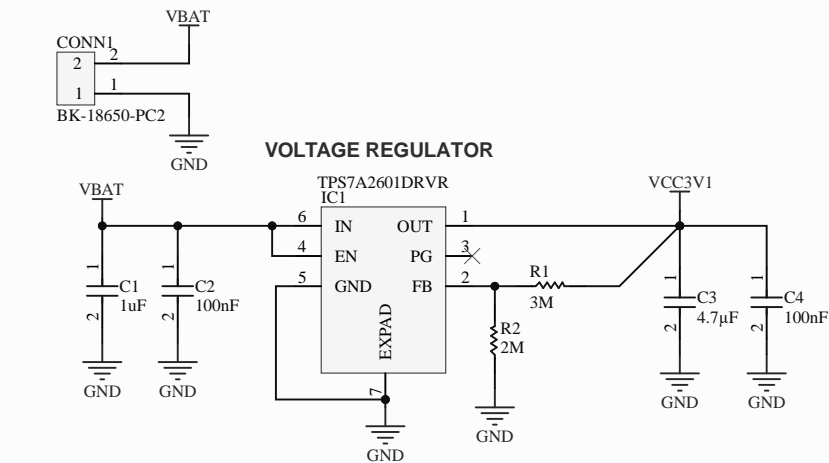 VBAT
CONN1
2 2
1 1
BK-18650-PC2
GND
VOLTAGE REGULATOR
TPS7A2601DRVR
IC1
VBAT
VCC3V1
6 IN OUT 1
4 EN PG 3
5 GND FB 2
EXPAD
7
R1
3M
R2
2M
1
C1
1uF
2
1
C2
100nF
2
1
C3
4.7µF
2
1
C4
100nF
2
GND
GND
GND
GND
GND
GND